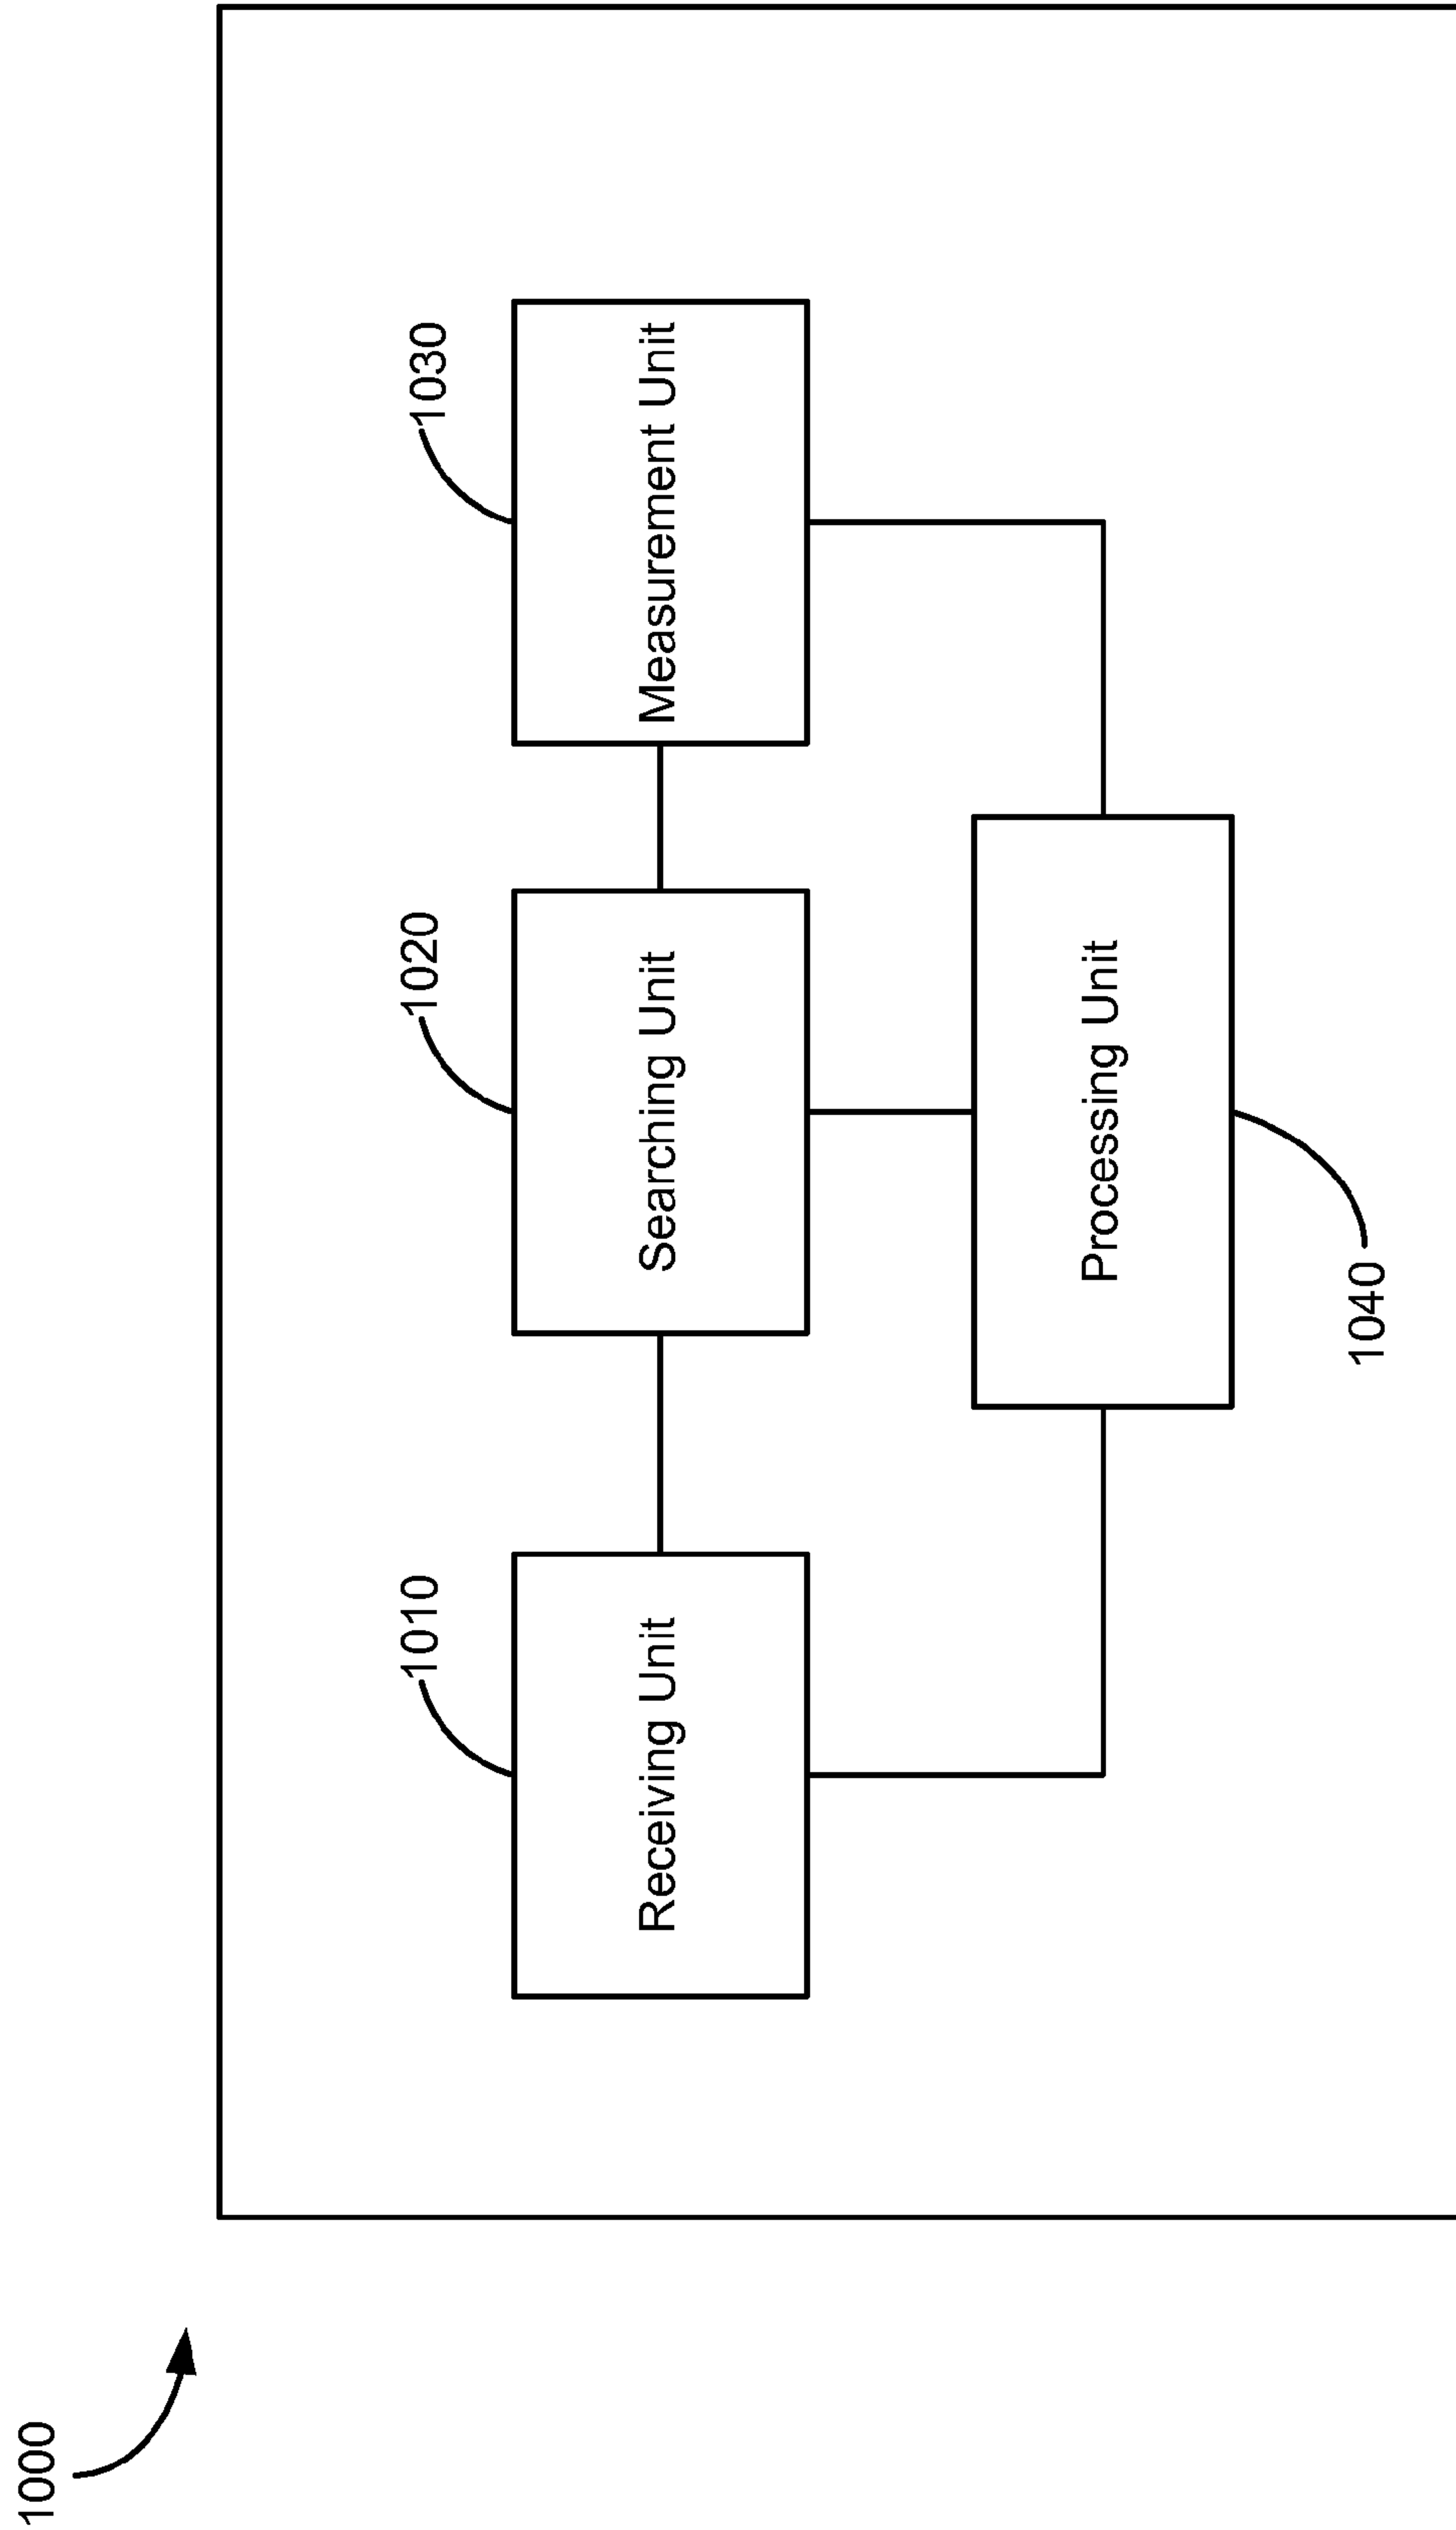 1000
1010
1020
1030
Receiving Unit
Searching Unit
Measurement Unit
Processing Unit
1040